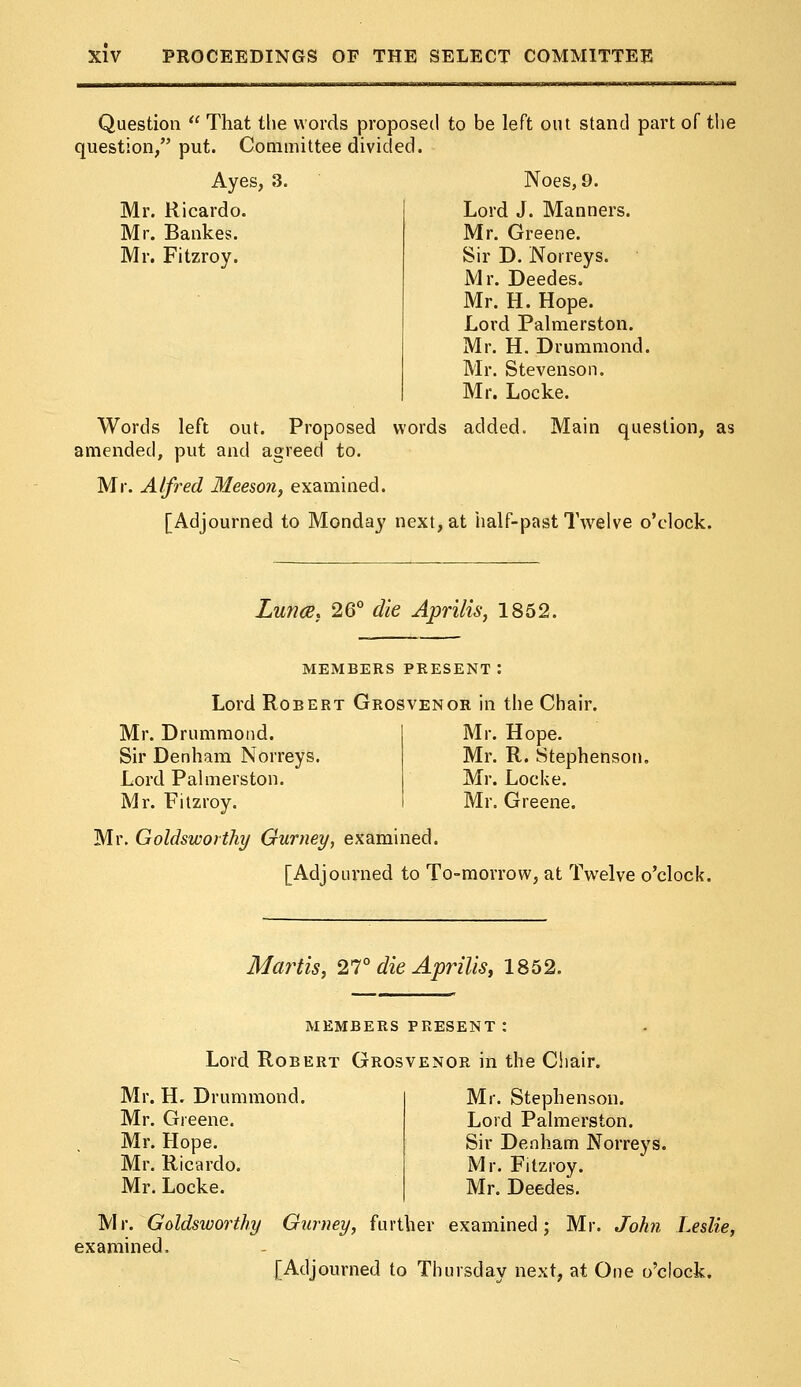 xiv PROCEEDINGS OF THE SELECT COMMITTEE
Question “ That the words proposed to be left out stand part of the
question,” put. Committee divided.
Ayes, 3.
Mr. Ricardo.
Mr. Bankes.
Mr. Fitzroy.
Noes, 9.
Lord J. Manners.
Mr. Greene.
Sir D. Norreys.
Mr. Deedes.
Mr. H. Hope.
Lord Palmerston.
Mr. H. Drummond.
Mr. Stevenson.
Mr. Locke.
Words left out. Proposed words added. Main question, as
amended, put and agreed to.
Mr. Alfred Meeson, examined.
[Adjourned to Monday next, at half-past Twelve o’clock.
Lunæ, 26° die Aprilis, 1852.
MEMBERS PRESENT :
Lord ROBERT GROSVENOR in the Chair.
Mr. Drummond.
Sir Denham Norreys.
Lord Palmerston.
Mr. Fitzroy.
Mr. Hope.
Mr. R. Stephenson.
Mr. Locke.
Mr. Greene.
Mr. Goldsworthy Gurney, examined.
[Adjourned to To-morrow, at Twelve o’clock.
Martis, 27° die Aprilis, 1852.
MEMBERS PRESENT :
Lord ROBERT GROSVENOR in the Chair.
Mr. H. Drummond.
Mr. Greene.
Mr. Hope.
Mr. Ricardo.
Mr. Locke.
Mr. Stephenson.
Lord Palmerston.
Sir Denham Norreys.
Mr. Fitzroy.
Mr. Deedes.
Mr. Goldsworthy Gurney, further examined ; Mr. John Leslie,
examined.
[Adjourned to Thursday next, at One o’clock.